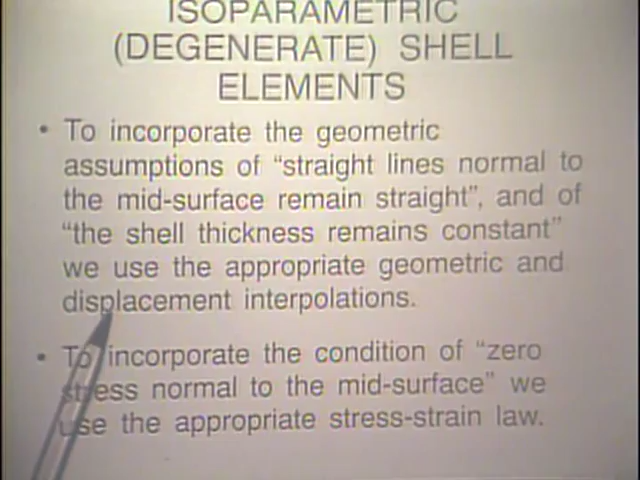 ISOPARAMETRIC
(DEGENERATE) SHELL
ELEMENTS
• To incorporate the geometric
assumptions of “straight lines normal to
the mid-surface remain straight”, and of
“the shell thickness remains constant”
we use the appropriate geometric and
displacement interpolations.
• To incorporate the condition of “zero
stress normal to the mid-surface” we
use the appropriate stress-strain law.